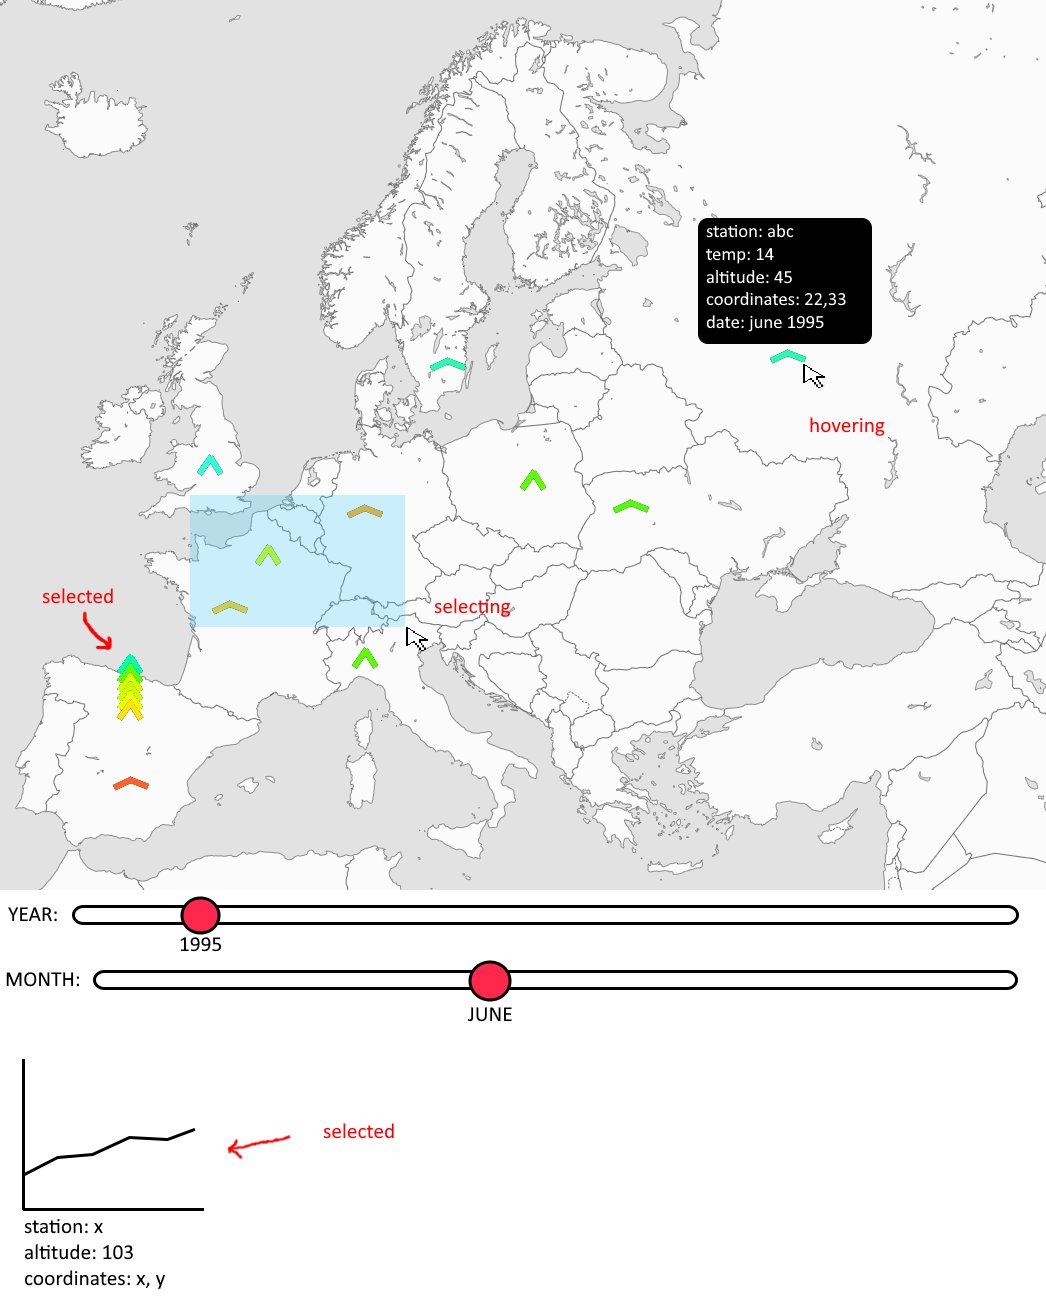 station: abc
temp: 14
altitude: 45
coordinates: 22,33
date: june 1995
hovering
selected
selecting
YEAR:
1995
MONTH:
JUNE
selected
station: x
altitude: 103
coordinates: x, y